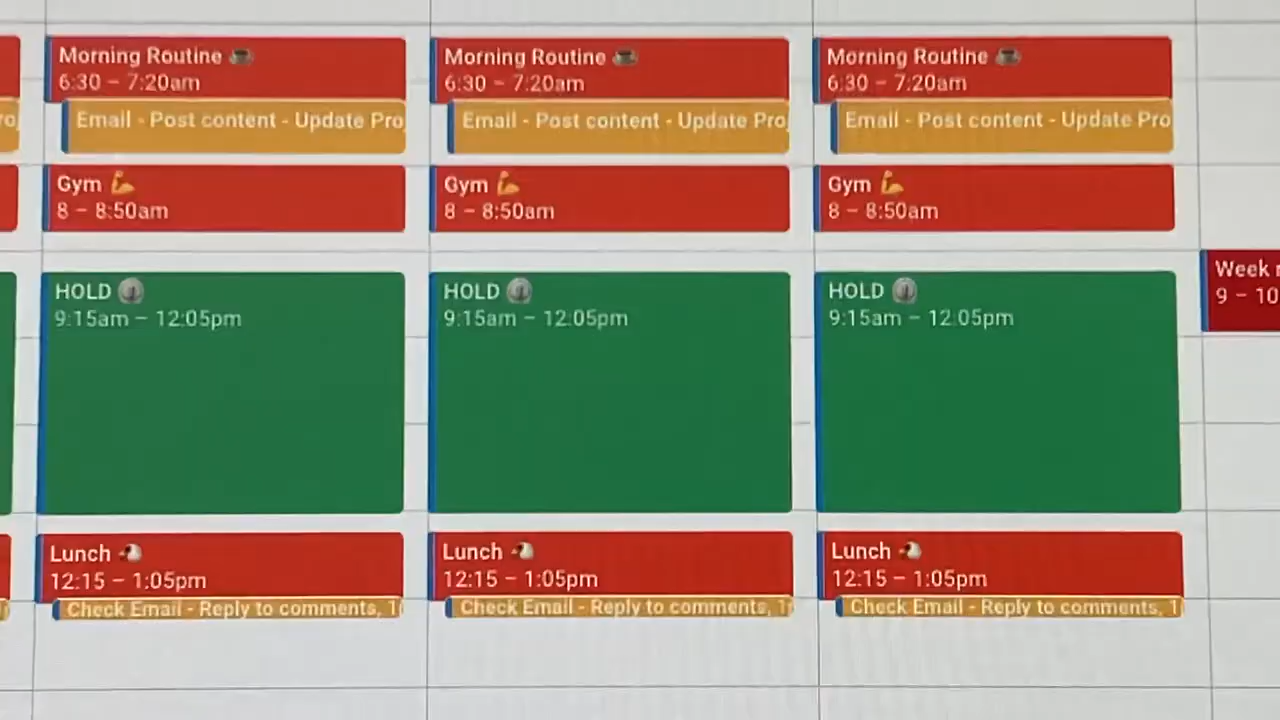 Morning Routine ☕
6:30 – 7:20am
Email - Post content - Update Pro
Gym 💪
8 – 8:50am
HOLD
9:15am – 12:05pm
Lunch
12:15 – 1:05pm
Check Email - Reply to comments, 1
Morning Routine ☕
6:30 – 7:20am
Email - Post content - Update Pro
Gym 💪
8 – 8:50am
HOLD
9:15am – 12:05pm
Lunch
12:15 – 1:05pm
Check Email - Reply to comments, 1
Morning Routine ☕
6:30 – 7:20am
Email - Post content - Update Pro
Gym 💪
8 – 8:50am
HOLD
9:15am – 12:05pm
Lunch
12:15 – 1:05pm
Check Email - Reply to comments, 1
Week
9 – 10